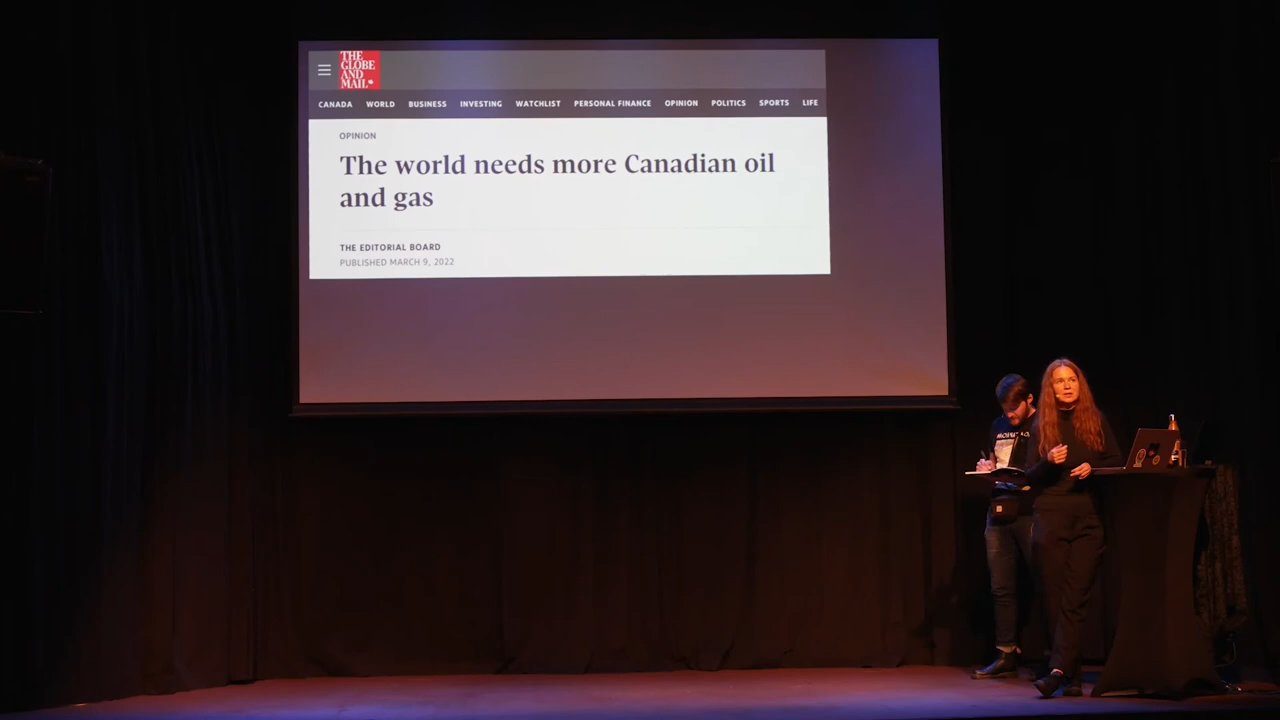 THE
GLOBE
AND
MAIL
CANADA WORLD BUSINESS INVESTING WATCHLIST PERSONAL FINANCE OPINION POLITICS SPORTS LIFE
OPINION
The world needs more Canadian oil
and gas
THE EDITORIAL BOARD
PUBLISHED MARCH 9, 2022